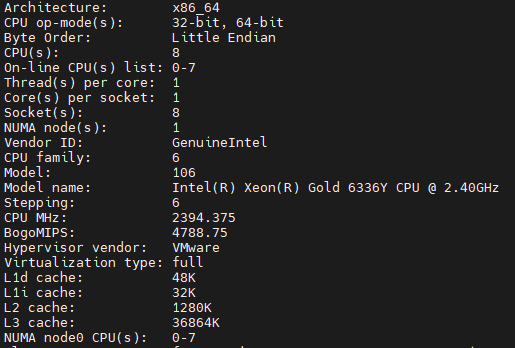 Architecture: x86_64
CPU op-mode(s): 32-bit, 64-bit
Byte Order: Little Endian
CPU(s): 8
On-line CPU(s) list: 0-7
Thread(s) per core: 1
Core(s) per socket: 1
Socket(s): 8
NUMA node(s): 1
Vendor ID: GenuineIntel
CPU family: 6
Model: 106
Model name: Intel(R) Xeon(R) Gold 6336Y CPU @ 2.40GHz
Stepping: 6
CPU MHz: 2394.375
BogoMIPS: 4788.75
Hypervisor vendor: VMware
Virtualization type: full
L1d cache: 48K
L1i cache: 32K
L2 cache: 1280K
L3 cache: 36864K
NUMA node0 CPU(s): 0-7